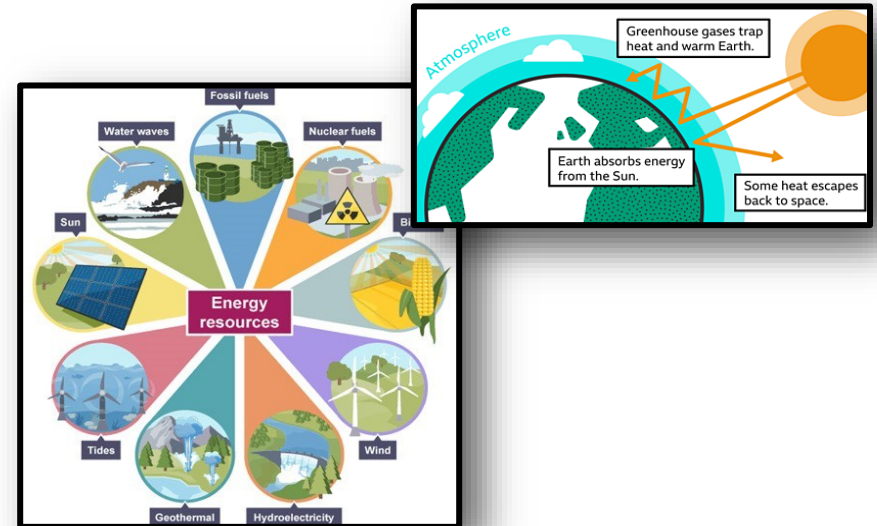 Atmosphere
Greenhouse gases trap
heat and warm Earth.
Earth absorbs energy
from the Sun.
Some heat escapes
back to space.
Fossil fuels
Water waves
Nuclear fuels
Sun
Energy
resources
Tides
Wind
Geothermal
Hydroelectricity